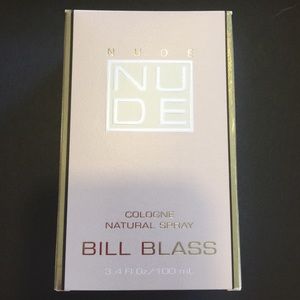 NUDE
NU
DE
COLOGNE
NATURAL SPRAY
BILL BLASS
3.4 Fl Oz/100 mL